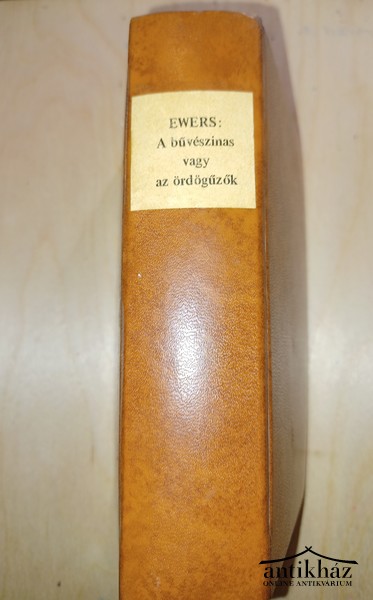 EWERS:
A bűvészinas
vagy
az ördögűzők
antikház
ONLINE ANTIKVÁRIUM